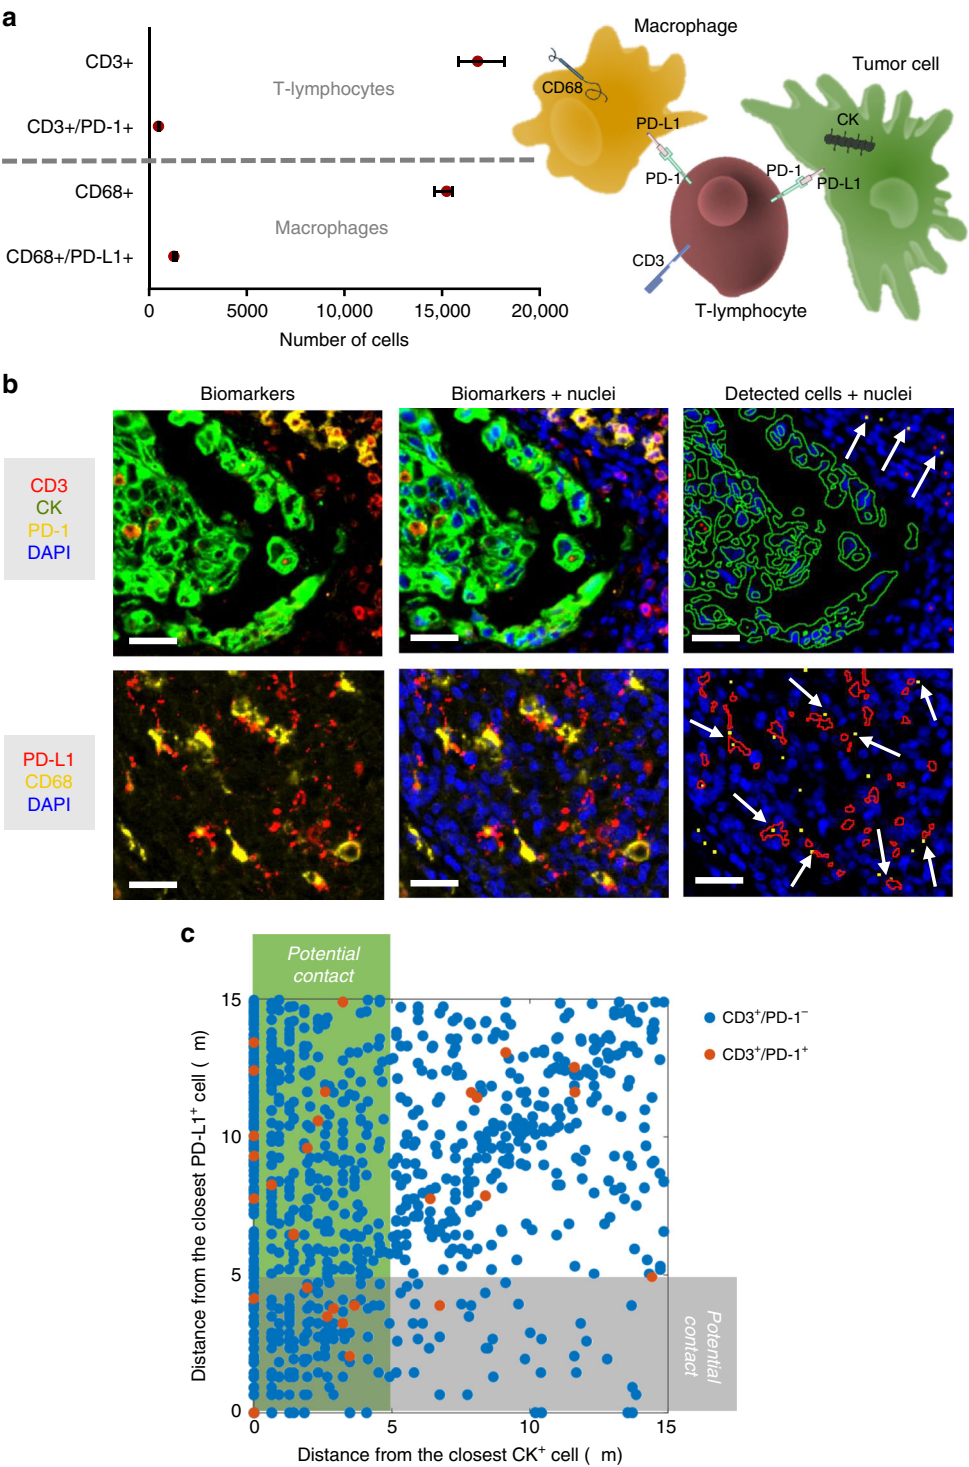 a
CD3+
T-lymphocytes
CD3+/PD-1+
CD68+
Macrophages
CD68+/PD-L1+
0 5000 10,000 15,000 20,000
Number of cells
Macrophage
CD68
PD-L1
PD-1
Tumor cell
CK
PD-1
PD-L1
CD3
T-lymphocyte
b
Biomarkers
Biomarkers + nuclei
Detected cells + nuclei
CD3
CK
PD-1
DAPI
PD-L1
CD68
DAPI
c
Potential
contact
15
10
5
0
Distance from the closest PD-L1⁺ cell ( m)
0 5 10 15
Distance from the closest CK⁺ cell ( m)
Potential
contact
CD3⁺/PD-1⁻
CD3⁺/PD-1⁺